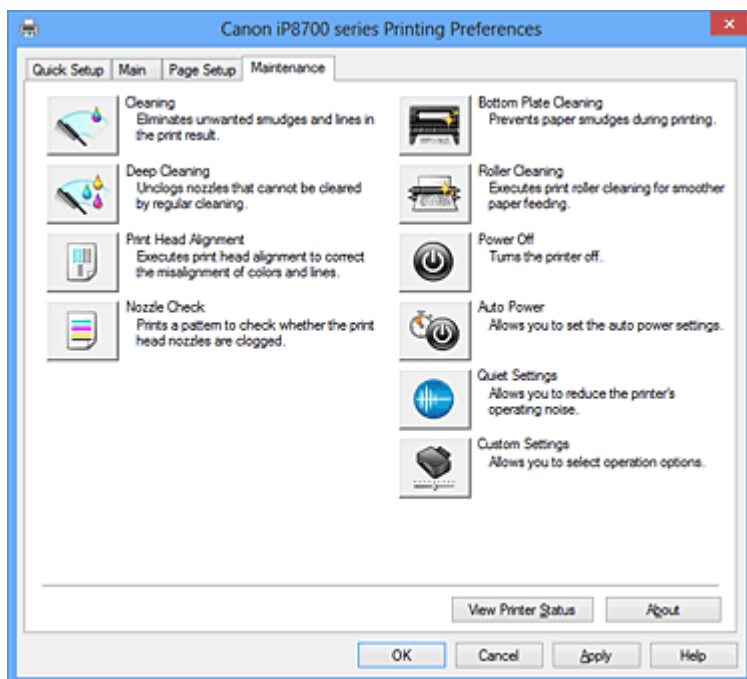 Canon iP8700 series Printing Preferences
Quick Setup Main Page Setup Maintenance
Cleaning
Eliminates unwanted smudges and lines in
the print result.
Deep Cleaning
Unclogs nozzles that cannot be cleared
by regular cleaning.
Print Head Alignment
Executes print head alignment to correct
the misalignment of colors and lines.
Nozzle Check
Prints a pattern to check whether the print
head nozzles are clogged.
Bottom Plate Cleaning
Prevents paper smudges during printing.
Roller Cleaning
Executes print roller cleaning for smoother
paper feeding.
Power Off
Turns the printer off.
Auto Power
Allows you to set the auto power settings.
Quiet Settings
Allows you to reduce the printer's
operating noise.
Custom Settings
Allows you to select operation options.
View Printer Status About
OK Cancel Apply Help